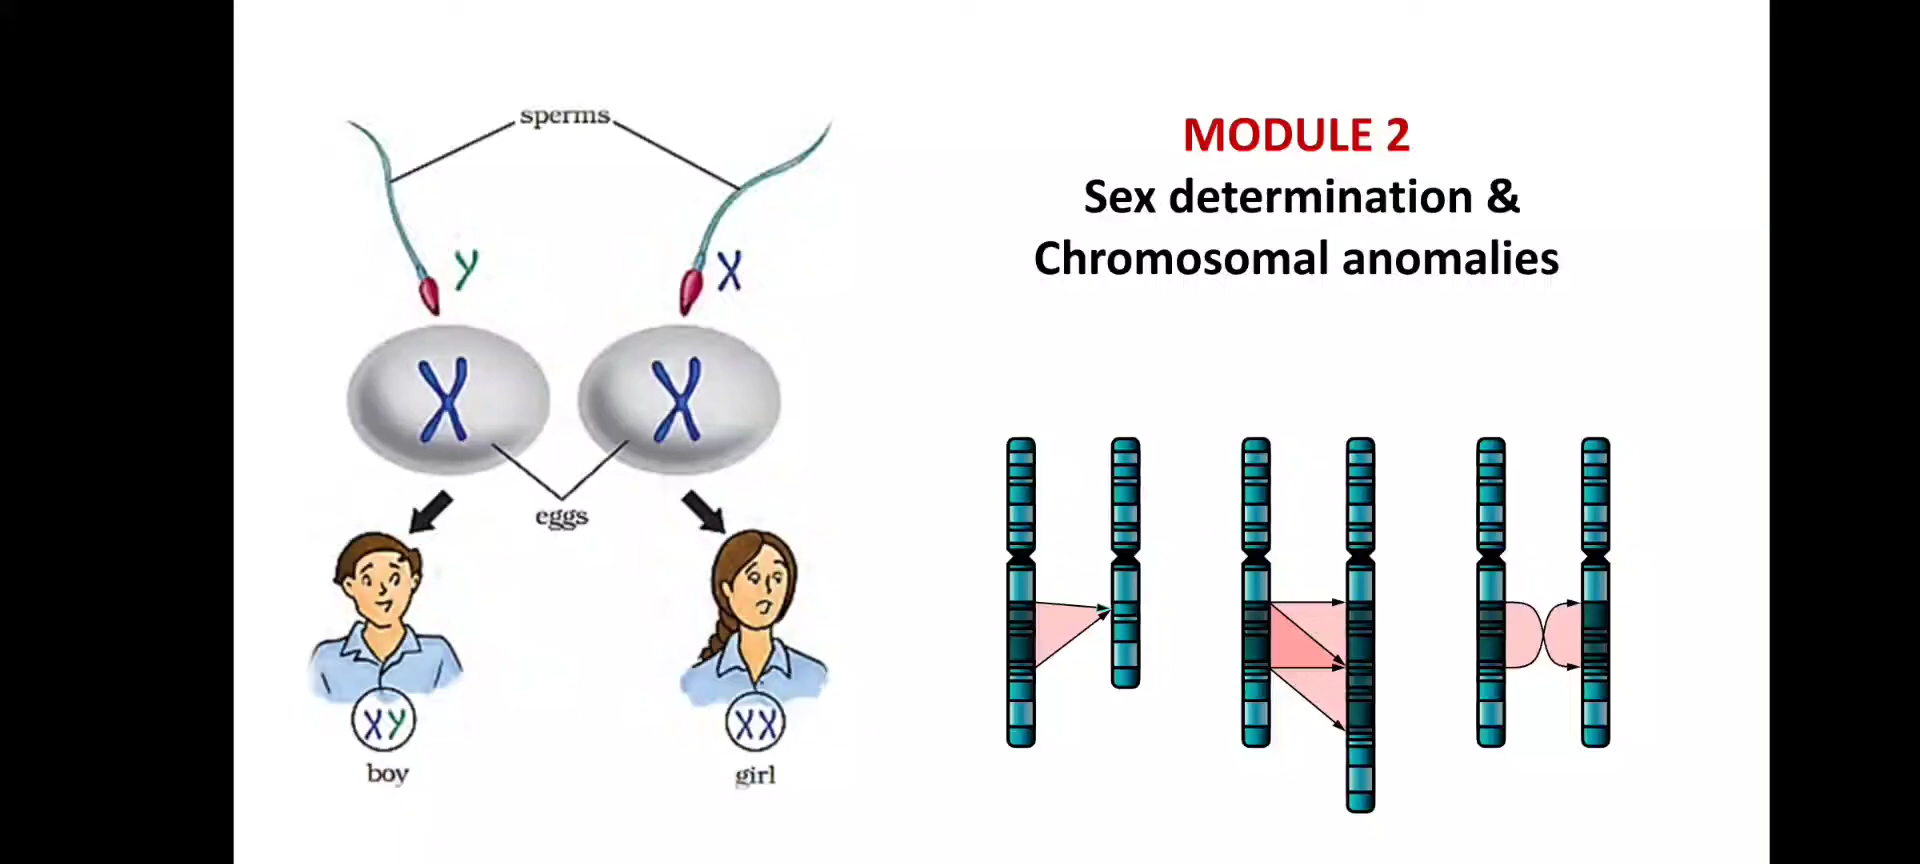 MODULE 2
Sex determination &
Chromosomal anomalies
sperms
Y
X
X
X
eggs
XY
XX
boy
girl